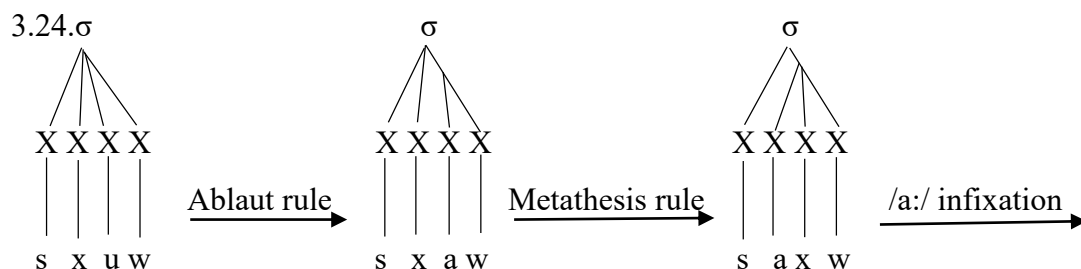 3.24.σ σ σ
X X X X X X X X X X X X
Ablaut rule Metathesis rule /a:/ infixation
s x u w s x a w s a x w